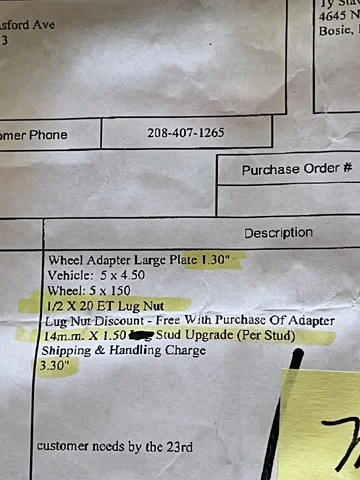 sford Ave
3
Ty Sta
4645 N
Bosie,
omer Phone
208-407-1265
Purchase Order #
Description
Wheel Adapter Large Plate 1.30"
Vehicle: 5 x 4.50
Wheel: 5 x 150
1/2 X 20 ET Lug Nut
Lug Nut Discount - Free With Purchase Of Adapter
14m.m. X 1.50 Stud Upgrade (Per Stud)
Shipping & Handling Charge
3.30"
customer needs by the 23rd